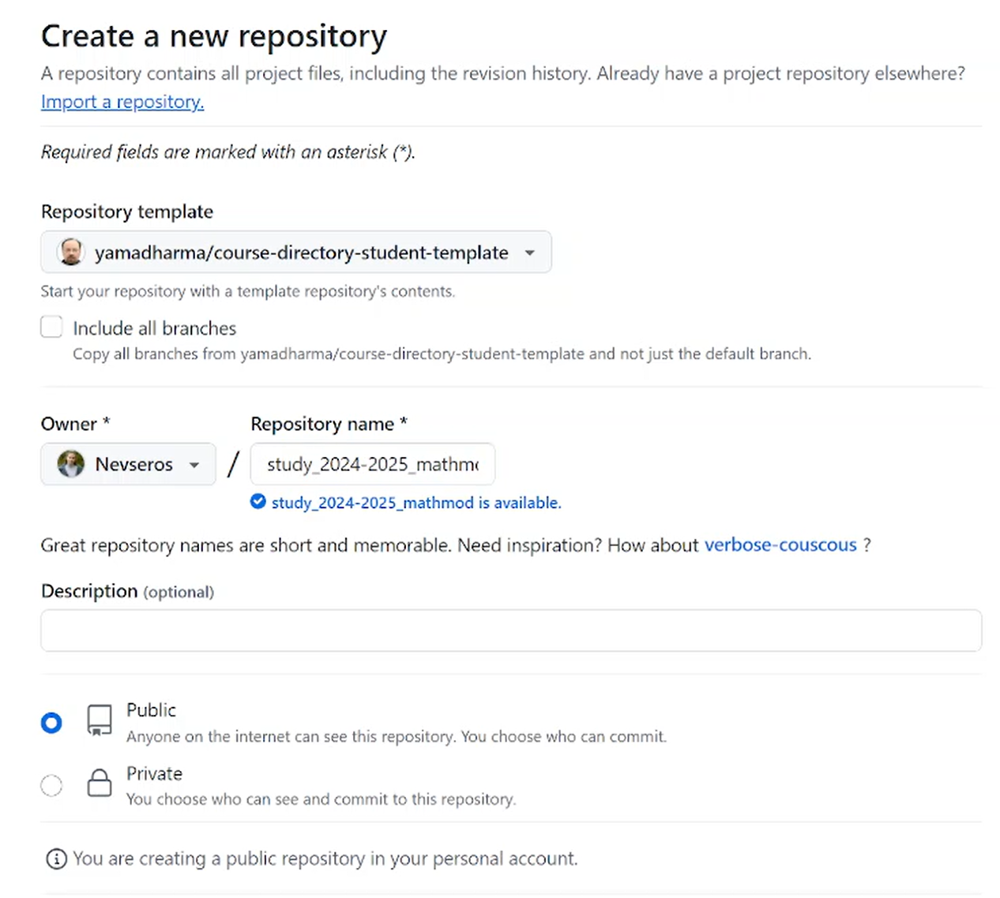 Create a new repository
A repository contains all project files, including the revision history. Already have a project repository elsewhere?
Import a repository.
Required fields are marked with an asterisk (*).
Repository template
yamadharma/course-directory-student-template
Start your repository with a template repository's contents.
Include all branches
Copy all branches from yamadharma/course-directory-student-template and not just the default branch.
Owner * Repository name *
Nevseros / study_2024-2025_mathmo
study_2024-2025_mathmod is available.
Great repository names are short and memorable. Need inspiration? How about verbose-couscous ?
Description (optional)
Public
Anyone on the internet can see this repository. You choose who can commit.
Private
You choose who can see and commit to this repository.
You are creating a public repository in your personal account.